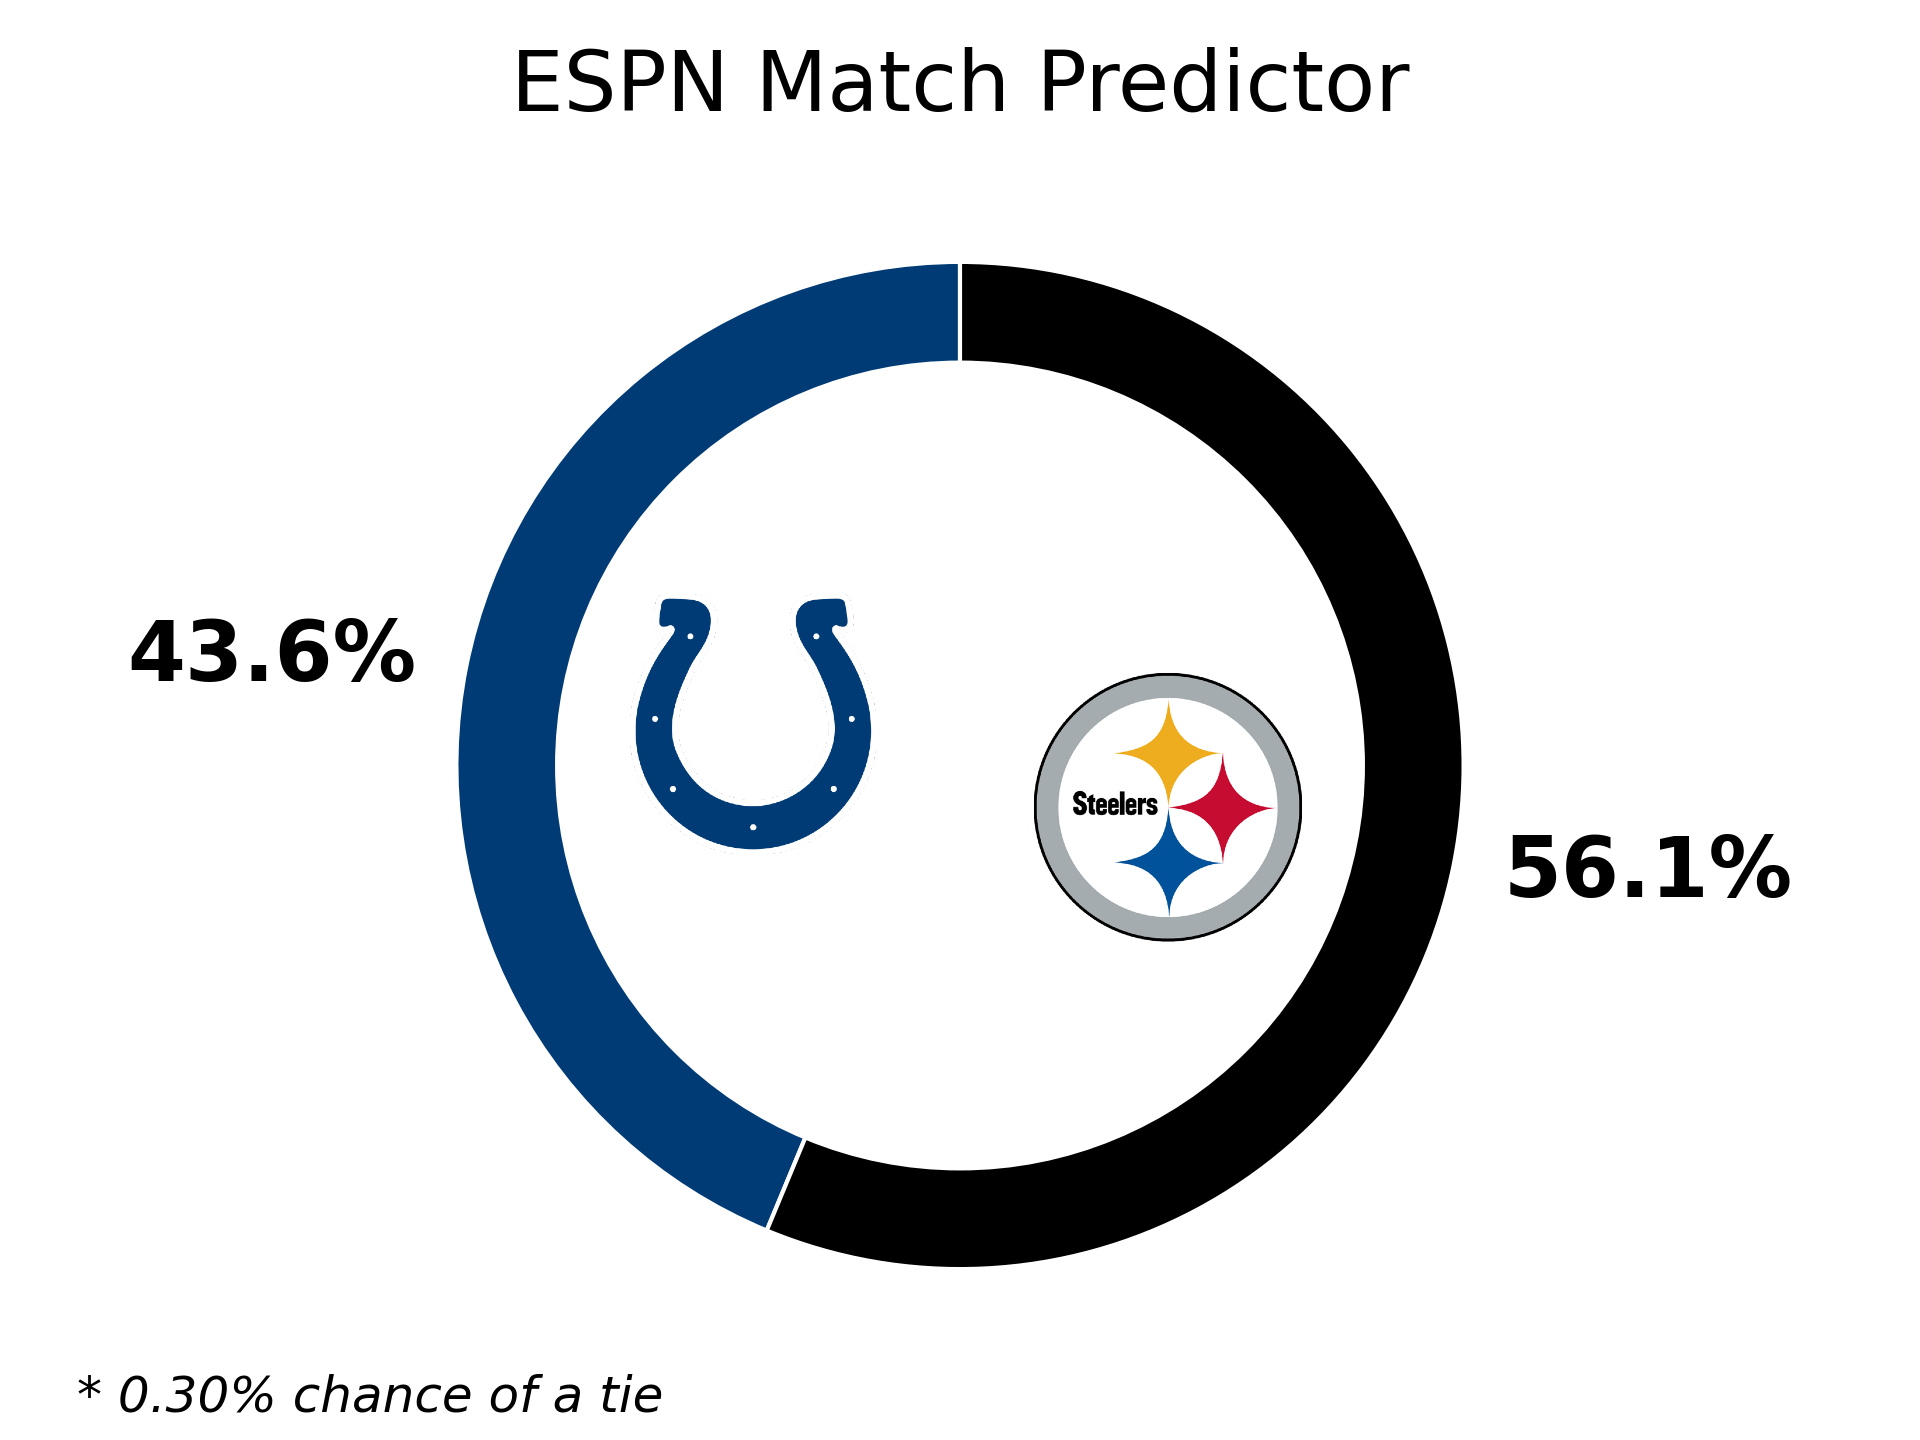 ESPN Match Predictor
43.6%
Steelers
56.1%
* 0.30% chance of a tie